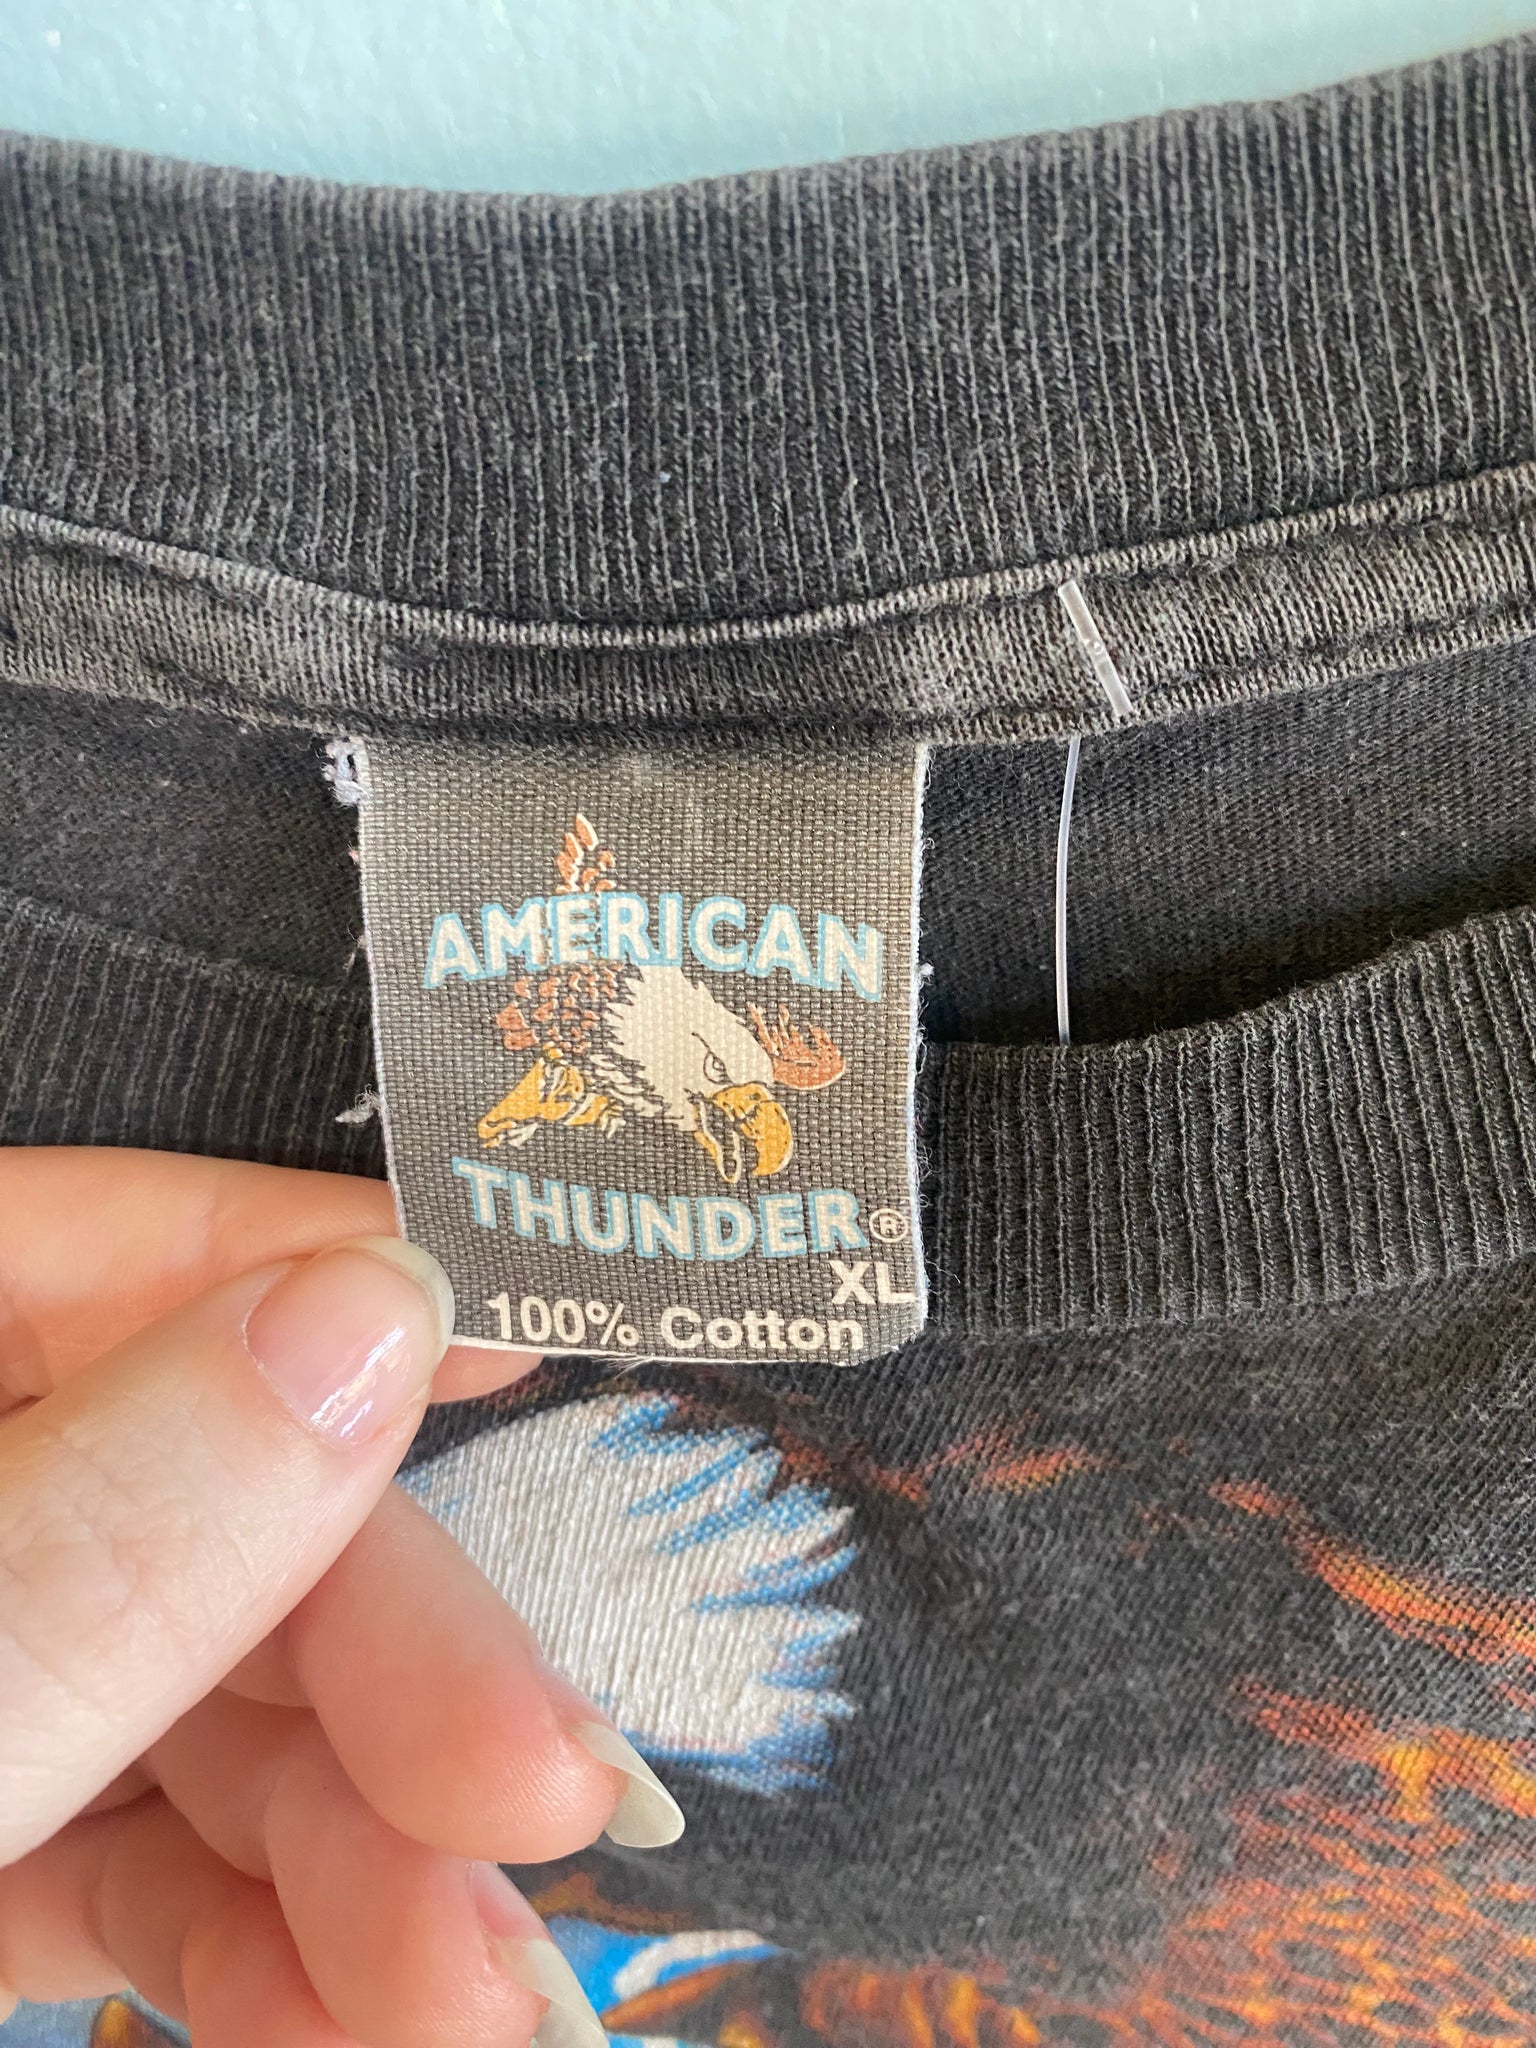 AMERICAN
THUNDER®
XL
100% Cotton